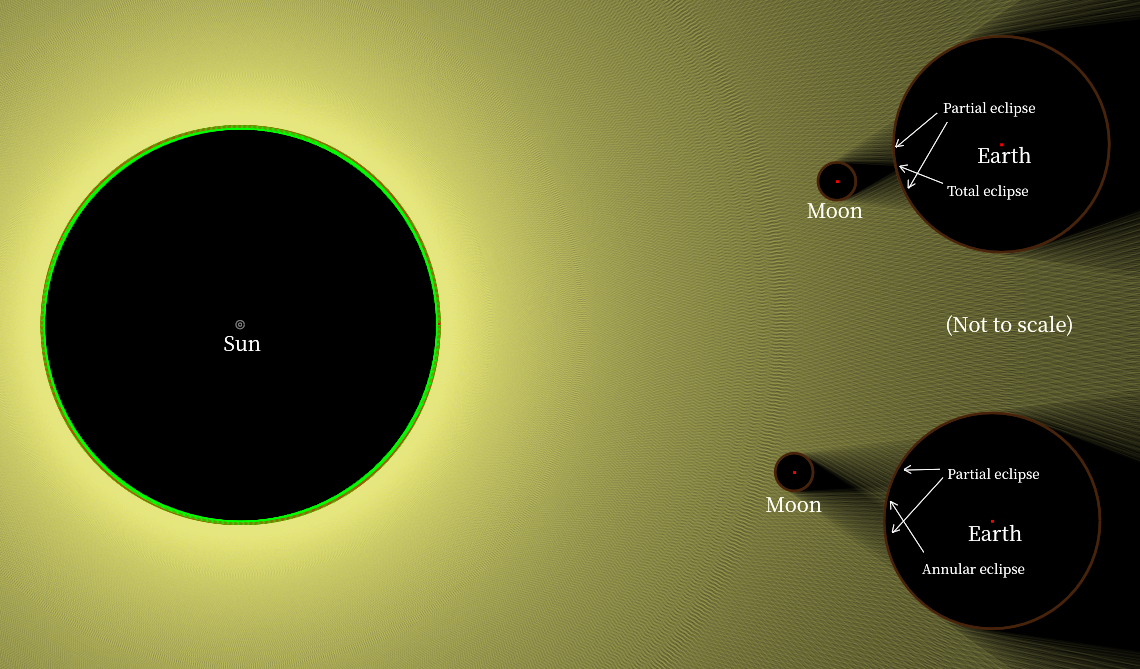 Partial eclipse
Earth
Total eclipse
Moon
(Not to scale)
Sun
Partial eclipse
Moon
Earth
Annular eclipse